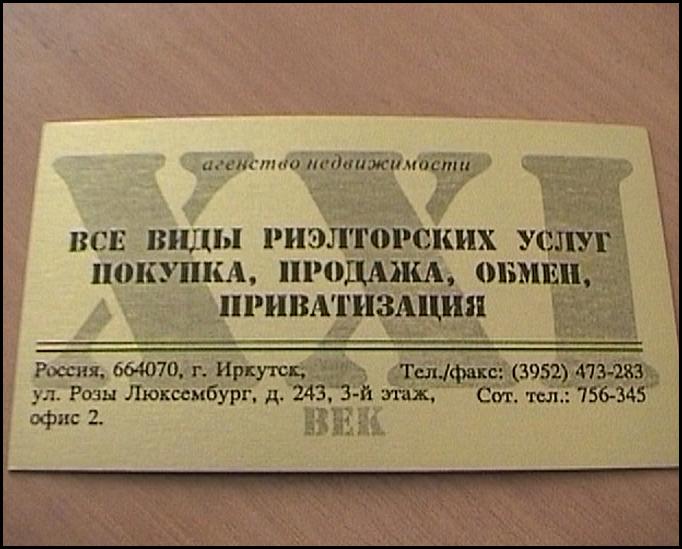 XXI
агенство недвижимости
ВСЕ ВИДЫ РИЭЛТОРСКИХ УСЛУГ
ПОКУПКА, ПРОДАЖА, ОБМЕН,
ПРИВАТИЗАЦИЯ
Россия, 664070, г. Иркутск,
ул. Розы Люксембург, д. 243, 3-й этаж,
офис 2.
Тел./факс: (3952) 473-283
Сот. тел.: 756-345
ВЕК